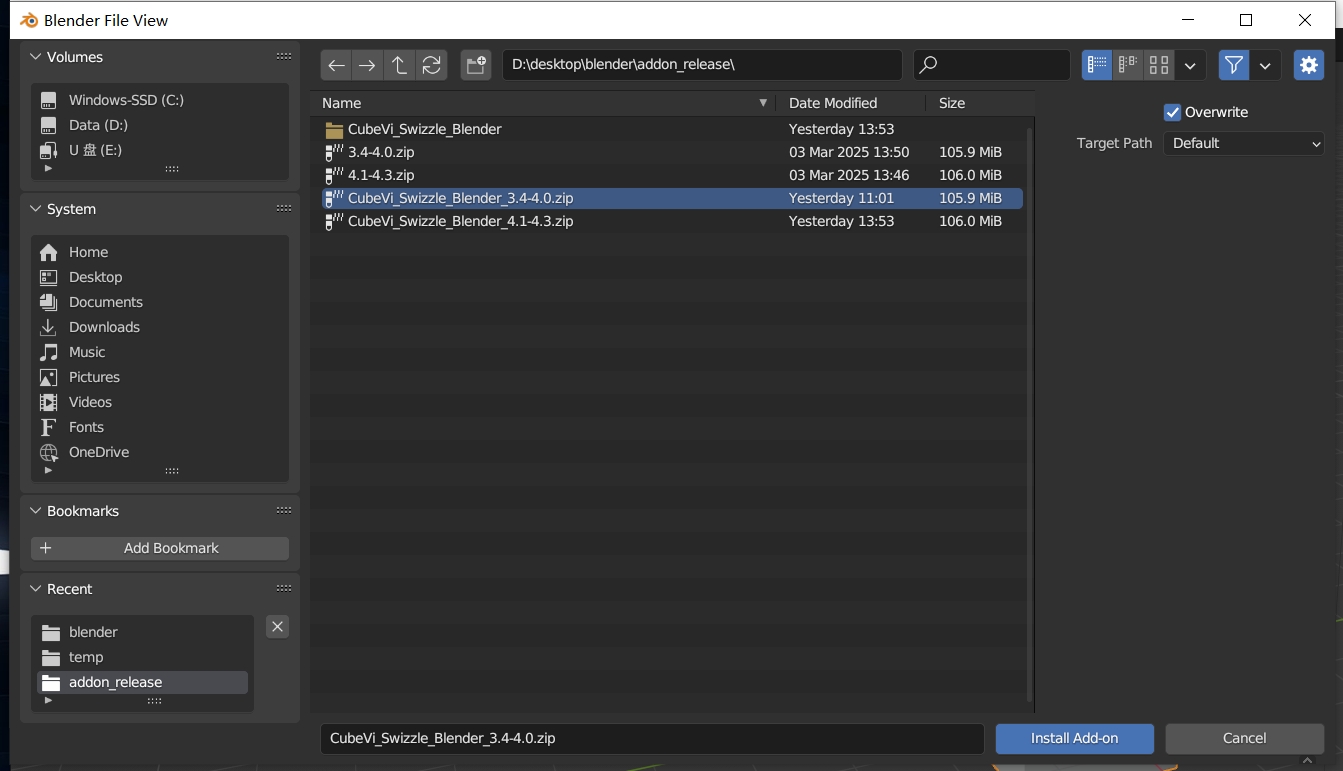 Blender File View
Volumes
Windows-SSD (C:)
Data (D:)
U 盘 (E:)
System
Home
Desktop
Documents
Downloads
Music
Pictures
Videos
Fonts
OneDrive
Bookmarks
Add Bookmark
Recent
blender
temp
addon_release
D:\desktop\blender\addon_release\
Name Date Modified Size
CubeVi_Swizzle_Blender Yesterday 13:53
3.4-4.0.zip 03 Mar 2025 13:50 105.9 MiB
4.1-4.3.zip 03 Mar 2025 13:46 106.0 MiB
CubeVi_Swizzle_Blender_3.4-4.0.zip Yesterday 11:01 105.9 MiB
CubeVi_Swizzle_Blender_4.1-4.3.zip Yesterday 13:53 106.0 MiB
Overwrite
Target Path Default
CubeVi_Swizzle_Blender_3.4-4.0.zip
Install Add-on
Cancel